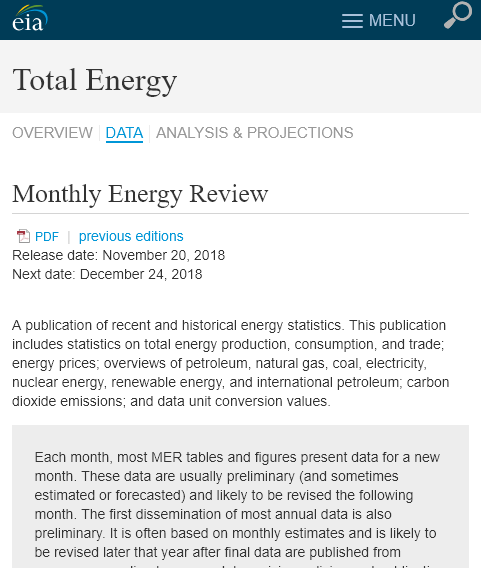 eia
MENU
Total Energy
OVERVIEW DATA ANALYSIS & PROJECTIONS
Monthly Energy Review
PDF | previous editions
Release date: November 20, 2018
Next date: December 24, 2018
A publication of recent and historical energy statistics. This publication
includes statistics on total energy production, consumption, and trade;
energy prices; overviews of petroleum, natural gas, coal, electricity,
nuclear energy, renewable energy, and international petroleum; carbon
dioxide emissions; and data unit conversion values.
Each month, most MER tables and figures present data for a new
month. These data are usually preliminary (and sometimes
estimated or forecasted) and likely to be revised the following
month. The first dissemination of most annual data is also
preliminary. It is often based on monthly estimates and is likely to
be revised later that year after final data are published from